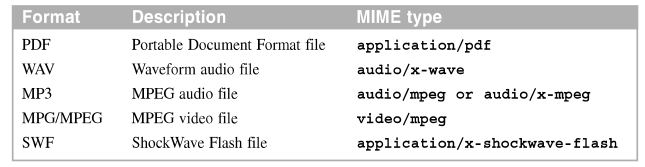 Format Description MIME type
PDF Portable Document Format file application/pdf
WAV Waveform audio file audio/x-wave
MP3 MPEG audio file audio/mpeg or audio/x-mpeg
MPG/MPEG MPEG video file video/mpeg
SWF ShockWave Flash file application/x-shockwave-flash